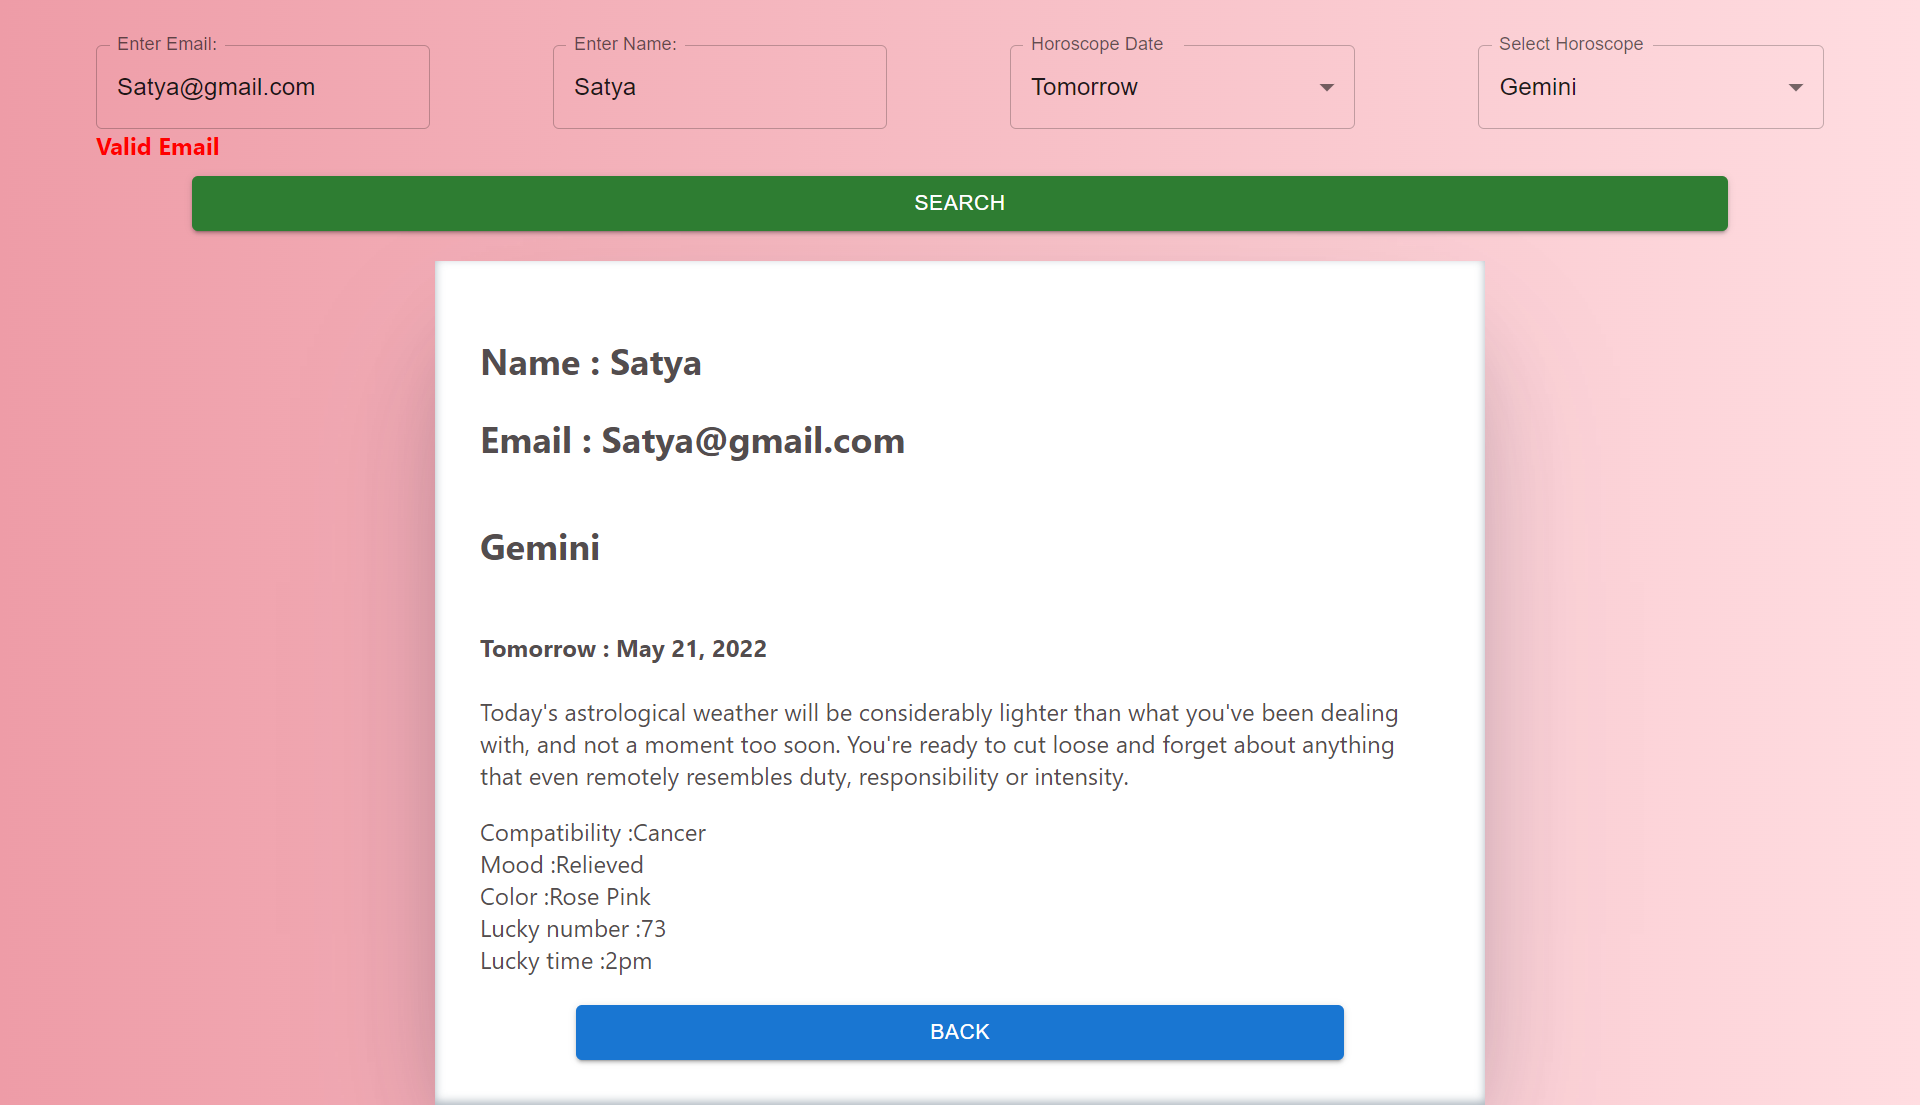 Enter Email:
Satya@gmail.com
Valid Email
Enter Name:
Satya
Horoscope Date
Tomorrow
Select Horoscope
Gemini
SEARCH
Name : Satya
Email : Satya@gmail.com
Gemini
Tomorrow : May 21, 2022
Today's astrological weather will be considerably lighter than what you've been dealing
with, and not a moment too soon. You're ready to cut loose and forget about anything
that even remotely resembles duty, responsibility or intensity.
Compatibility :Cancer
Mood :Relieved
Color :Rose Pink
Lucky number :73
Lucky time :2pm
BACK